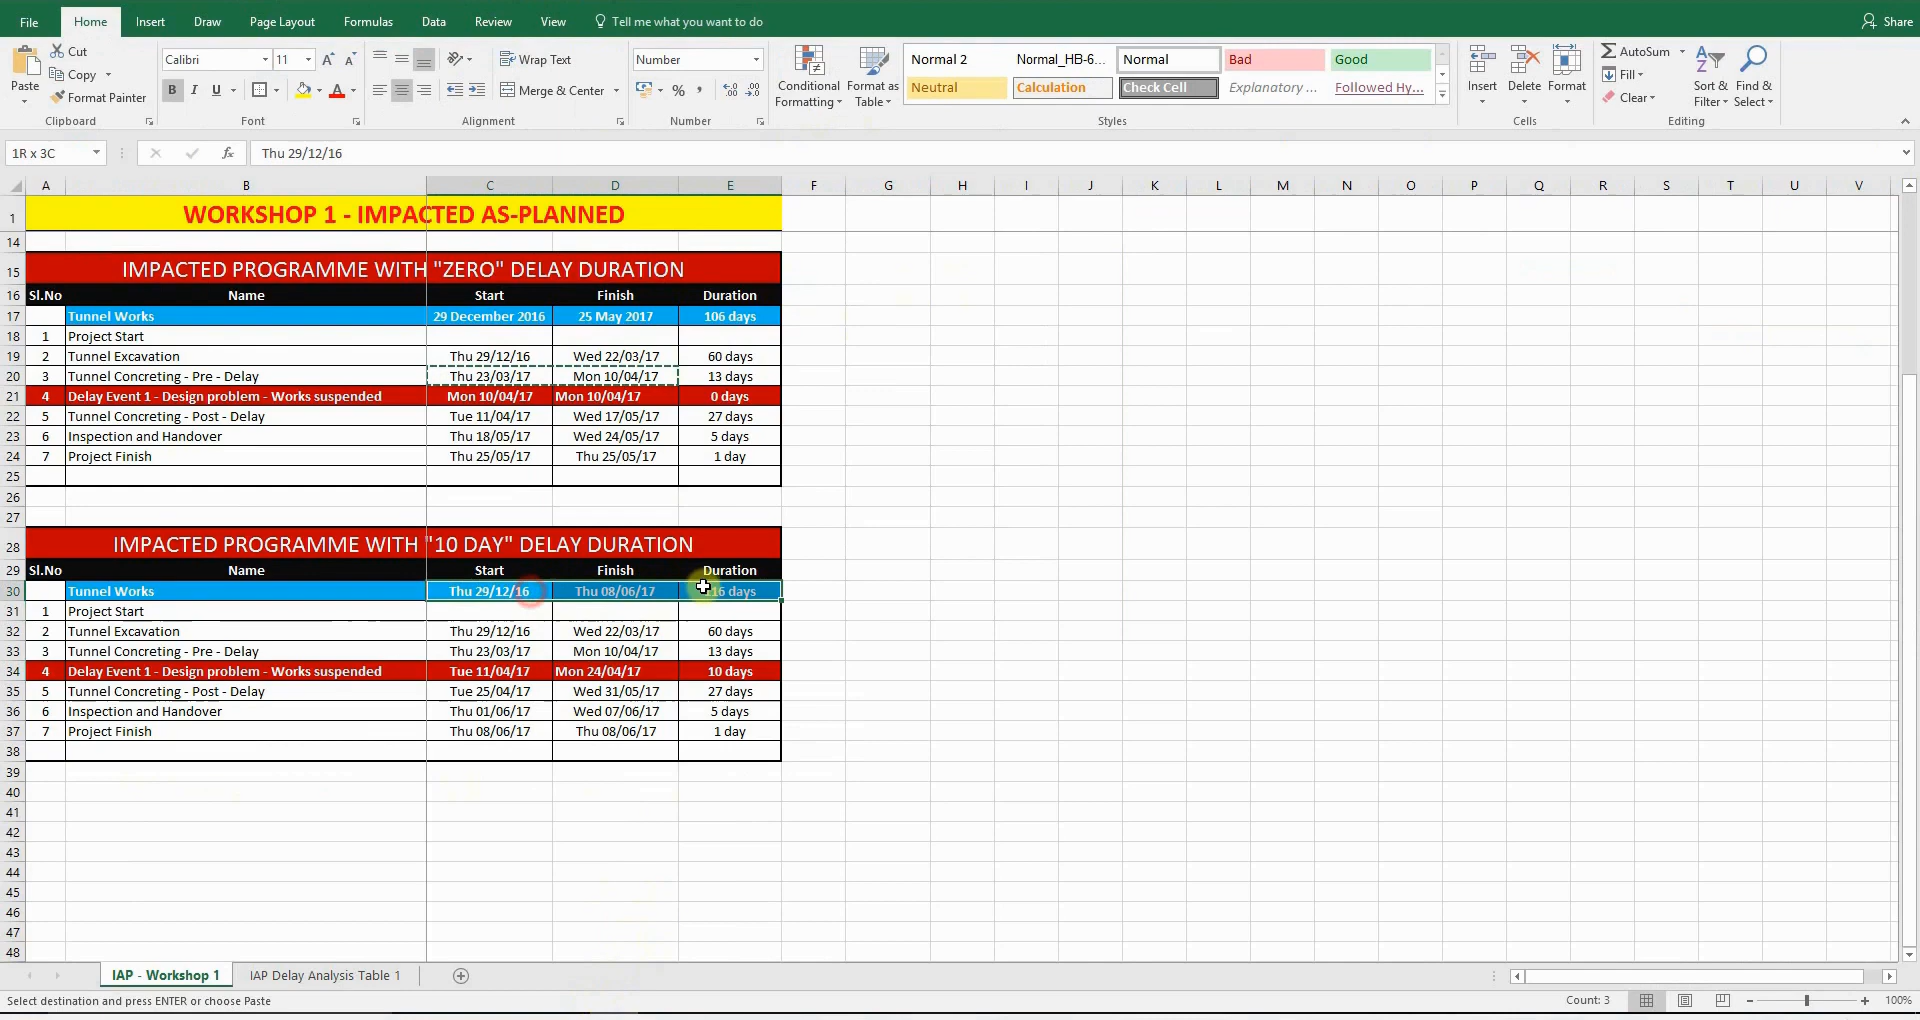 File Home Insert Draw Page Layout Formulas Data Review View Tell me what you want to do Share
Paste Cut Copy Format Painter Clipboard
Calibri 11 A A B I U A Font
Wrap Text Merge & Center Alignment
Number % , Number
Conditional Formatting Format as Table
Normal 2 Normal_HB-6... Normal Bad Good
Neutral Calculation Check Cell Explanatory ... Followed Hy...
Styles
Insert Delete Format Cells
AutoSum Fill Clear Sort & Filter Find & Select Editing
1R x 3C fx Thu 29/12/16
A B C D E F G H I J K L M N O P Q R S T U V
1 WORKSHOP 1 - IMPACTED AS-PLANNED
14
15 IMPACTED PROGRAMME WITH "ZERO" DELAY DURATION
16 Sl.No Name Start Finish Duration
17 Tunnel Works 29 December 2016 25 May 2017 106 days
18 1 Project Start
19 2 Tunnel Excavation Thu 29/12/16 Wed 22/03/17 60 days
20 3 Tunnel Concreting - Pre - Delay Thu 23/03/17 Mon 10/04/17 13 days
21 4 Delay Event 1 - Design problem - Works suspended Mon 10/04/17 Mon 10/04/17 0 days
22 5 Tunnel Concreting - Post - Delay Tue 11/04/17 Wed 17/05/17 27 days
23 6 Inspection and Handover Thu 18/05/17 Wed 24/05/17 5 days
24 7 Project Finish Thu 25/05/17 Thu 25/05/17 1 day
25
26
27
28 IMPACTED PROGRAMME WITH "10 DAY" DELAY DURATION
29 Sl.No Name Start Finish Duration
30 Tunnel Works Thu 29/12/16 Thu 08/06/17 days
31 1 Project Start
32 2 Tunnel Excavation Thu 29/12/16 Wed 22/03/17 60 days
33 3 Tunnel Concreting - Pre - Delay Thu 23/03/17 Mon 10/04/17 13 days
34 4 Delay Event 1 - Design problem - Works suspended Tue 11/04/17 Mon 24/04/17 10 days
35 5 Tunnel Concreting - Post - Delay Tue 25/04/17 Wed 31/05/17 27 days
36 6 Inspection and Handover Thu 01/06/17 Wed 07/06/17 5 days
37 7 Project Finish Thu 08/06/17 Thu 08/06/17 1 day
38
39
40
41
42
43
44
45
46
47
48
IAP - Workshop 1 IAP Delay Analysis Table 1
Select destination and press ENTER or choose Paste Count: 3 100%